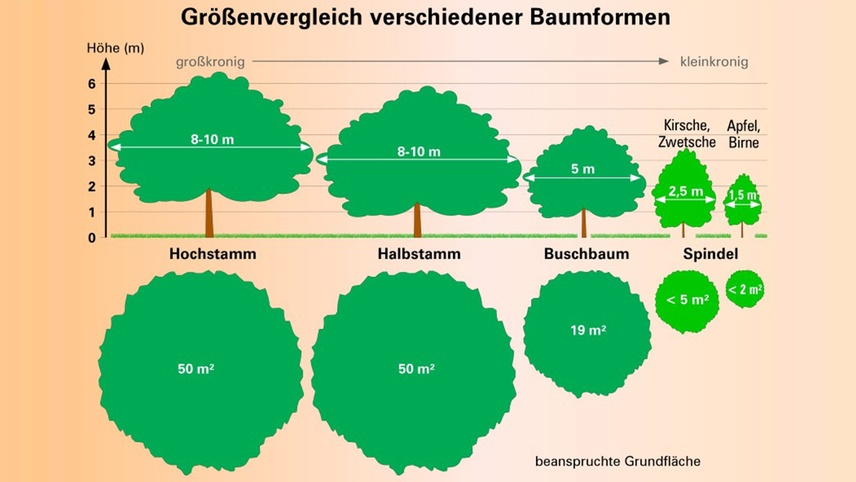 Größenvergleich verschiedener Baumformen
Höhe (m)
großkronig
kleinkronig
6
5
4
3
2
1
0
8-10 m
8-10 m
5 m
Kirsche,
Zwetsche
2,5 m
Apfel,
Birne
1,5 m
Hochstamm
Halbstamm
Buschbaum
Spindel
50 m²
50 m²
19 m²
< 5 m²
< 2 m²
beanspruchte Grundfläche